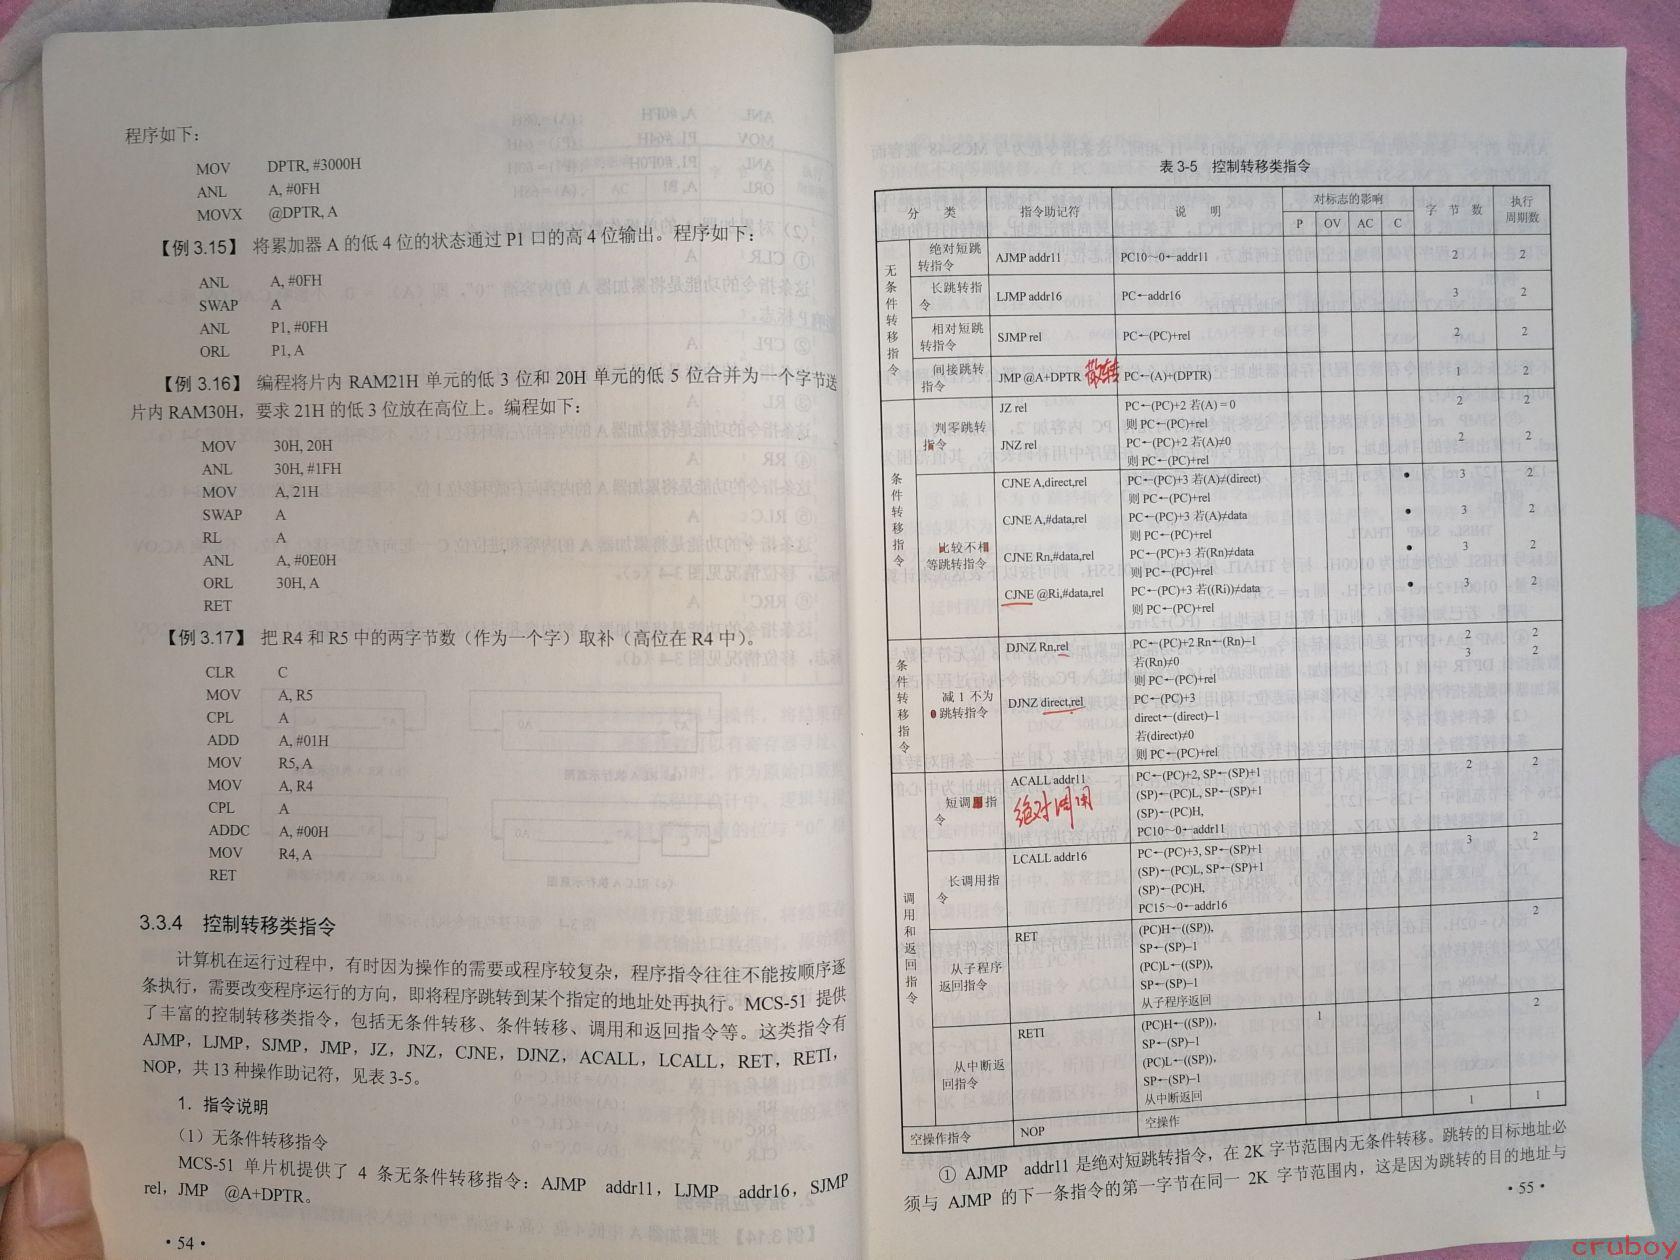 程序如下：
MOV DPTR, #3000H
ANL A, #0FH
MOVX @DPTR, A
【例 3.15】 将累加器 A 的低 4 位的状态通过 P1 口的高 4 位输出。程序如下：
ANL A, #0FH
SWAP A
ANL P1, #0FH
ORL P1, A
【例 3.16】 编程将片内 RAM21H 单元的低 3 位和 20H 单元的低 5 位合并为一个字节送
片内 RAM30H，要求 21H 的低 3 位放在高位上。编程如下：
MOV 30H, 20H
ANL 30H, #1FH
MOV A, 21H
SWAP A
RL A
ANL A, #0E0H
ORL 30H, A
RET
【例 3.17】 把 R4 和 R5 中的两字节数（作为一个字）取补（高位在 R4 中）。
CLR C
MOV A, R5
CPL A
ADD A, #01H
MOV R5, A
MOV A, R4
CPL A
ADDC A, #00H
MOV R4, A
RET
3.3.4 控制转移类指令
计算机在运行过程中，有时因为操作的需要或程序较复杂，程序指令往往不能按顺序逐
条执行，需要改变程序运行的方向，即将程序跳转到某个指定的地址处再执行。MCS-51 提供
了丰富的控制转移类指令，包括无条件转移、条件转移、调用和返回指令等。这类指令有
AJMP，LJMP，SJMP，JMP，JZ，JNZ，CJNE，DJNZ，ACALL，LCALL，RET，RETI，
NOP，共 13 种操作助记符，见表 3-5。
1．指令说明
（1）无条件转移指令
MCS-51 单片机提供了 4 条无条件转移指令：AJMP addr11，LJMP addr16，SJMP
rel，JMP @A+DPTR。
· 54 ·
表 3-5 控制转移类指令
分 类 指令助记符 说 明 对标志的影响 字 节 数 执行周期数
P OV AC C
无条件转移指令
绝对短跳转指令 AJMP addr11 PC10～0←addr11 2 2
长跳转指令 LJMP addr16 PC←addr16 3 2
相对短跳转指令 SJMP rel PC←(PC)+rel 2 2
间接跳转指令 JMP @A+DPTR 散转 PC←(A)+(DPTR) 1 2
条件转移指令
判零跳转指令 JZ rel PC←(PC)+2 若(A) = 0 2 2
则 PC←(PC)+rel
JNZ rel PC←(PC)+2 若(A)≠0 2 2
则 PC←(PC)+rel
比较不相等跳转指令 CJNE A,direct,rel PC←(PC)+3 若(A)≠(direct) • 3 2
则 PC←(PC)+rel
CJNE A,#data,rel PC←(PC)+3 若(A)≠data • 3 2
则 PC←(PC)+rel
CJNE Rn,#data,rel PC←(PC)+3 若(Rn)≠data • 3 2
则 PC←(PC)+rel
CJNE @Ri,#data,rel PC←(PC)+3 若((Ri))≠data • 3 2
则 PC←(PC)+rel
条件转移指令
减 1 不为 0 跳转指令 DJNZ Rn,rel PC←(PC)+2 Rn←(Rn)−1 2 2
若(Rn)≠0 3 2
则 PC←(PC)+rel
DJNZ direct,rel PC←(PC)+3
direct←(direct)−1
若(direct)≠0
则 PC←(PC)+rel
调用和返回指令
短调用指令 ACALL addr11 PC←(PC)+2, SP←(SP)+1 2 2
绝对调用 (SP)←(PC)L, SP←(SP)+1
(SP)←(PC)H,
PC10～0←addr11
长调用指令 LCALL addr16 PC←(PC)+3, SP←(SP)+1 3 2
(SP)←(PC)L, SP←(SP)+1
(SP)←(PC)H,
PC15～0←addr16
从子程序返回指令 RET (PC)H←((SP)), 2
SP←(SP)−1
(PC)L←((SP)),
SP←(SP)−1
从子程序返回
从中断返回指令 RETI (PC)H←((SP)), 1 2
SP←(SP)−1
(PC)L←((SP)),
SP←(SP)−1
从中断返回
空操作指令 NOP 空操作 1 1
① AJMP addr11 是绝对短跳转指令，在 2K 字节范围内无条件转移。跳转的目标地址必
须与 AJMP 的下一条指令的第一字节在同一 2K 字节范围内，这是因为跳转的目的地址与
· 55 ·
cruboy